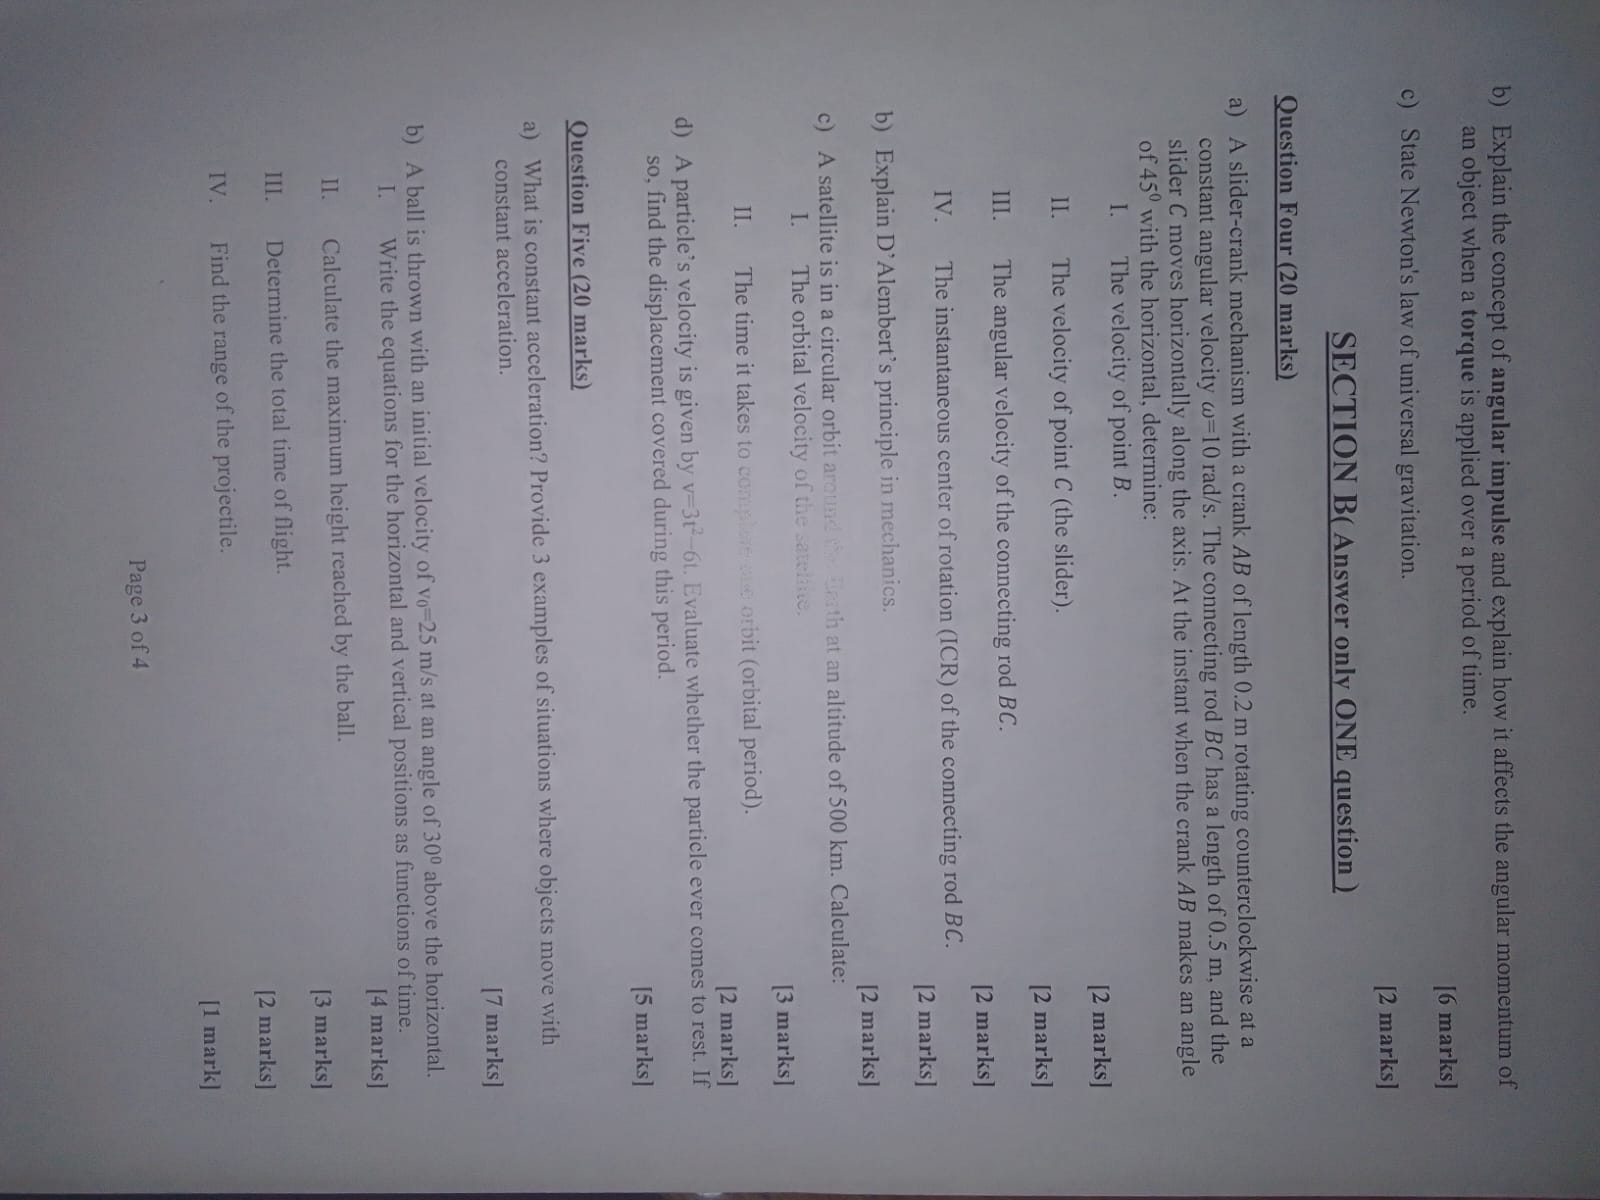 b) Explain the concept of angular impulse and explain how it affects the angular momentum of
an object when a torque is applied over a period of time.
[6 marks]
c) State Newton's law of universal gravitation.
[2 marks]
SECTION B( Answer only ONE question )
Question Four (20 marks)
a) A slider-crank mechanism with a crank AB of length 0.2 m rotating counterclockwise at a
constant angular velocity ω=10 rad/s. The connecting rod BC has a length of 0.5 m, and the
slider C moves horizontally along the axis. At the instant when the crank AB makes an angle
of 45⁰ with the horizontal, determine:
I. The velocity of point B.
[2 marks]
II. The velocity of point C (the slider).
[2 marks]
III. The angular velocity of the connecting rod BC.
[2 marks]
IV. The instantaneous center of rotation (ICR) of the connecting rod BC.
[2 marks]
b) Explain D'Alembert's principle in mechanics.
[2 marks]
c) A satellite is in a circular orbit around the Earth at an altitude of 500 km. Calculate:
I. The orbital velocity of the satellite.
[3 marks]
II. The time it takes to complete one orbit (orbital period).
[2 marks]
d) A particle's velocity is given by v=3t²–6t. Evaluate whether the particle ever comes to rest. If
so, find the displacement covered during this period.
[5 marks]
Question Five (20 marks)
a) What is constant acceleration? Provide 3 examples of situations where objects move with
constant acceleration.
[7 marks]
b) A ball is thrown with an initial velocity of v₀=25 m/s at an angle of 30⁰ above the horizontal.
I. Write the equations for the horizontal and vertical positions as functions of time.
[4 marks]
II. Calculate the maximum height reached by the ball.
[3 marks]
III. Determine the total time of flight.
[2 marks]
IV. Find the range of the projectile.
[1 mark]
Page 3 of 4